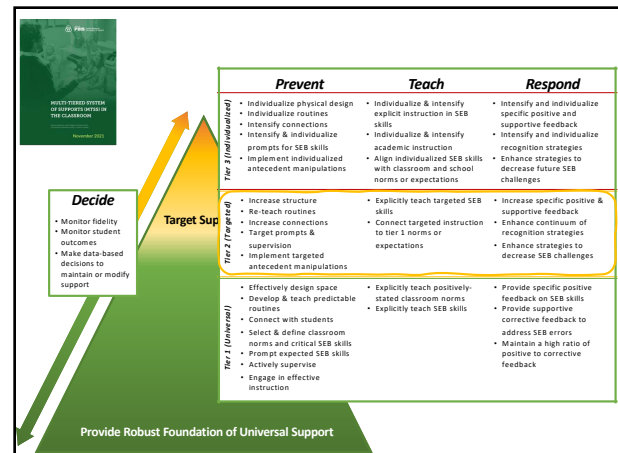 PBIS
MULTI-TIERED SYSTEM
OF SUPPORTS (MTSS) IN
THE CLASSROOM
November 2021
Prevent
Teach
Respond
Tier 3 (Individualized)
• Individualize physical design
• Individualize routines
• Intensify connections
• Intensify & individualize
prompts for SEB skills
• Implement individualized
antecedent manipulations
• Individualize & intensify
explicit instruction in SEB
skills
• Individualize & intensify
academic instruction
• Align individualized SEB skills
with classroom and school
norms or expectations
• Intensify and individualize
specific positive and
supportive feedback
• Intensify and individualize
recognition strategies
• Enhance strategies to
decrease future SEB
challenges
Decide
• Monitor fidelity
• Monitor student
outcomes
• Make data-based
decisions to
maintain or modify
support
Target Sup
Tier 2 (Targeted)
• Increase structure
• Re-teach routines
• Increase connections
• Target prompts &
supervision
• Implement targeted
antecedent manipulations
• Explicitly teach targeted SEB
skills
• Connect targeted instruction
to tier 1 norms or
expectations
• Increase specific positive &
supportive feedback
• Enhance continuum of
recognition strategies
• Enhance strategies to
decrease SEB challenges
Tier 1 (Universal)
• Effectively design space
• Develop & teach predictable
routines
• Connect with students
• Select & define classroom
norms and critical SEB skills
• Prompt expected SEB skills
• Actively supervise
• Engage in effective
instruction
• Explicitly teach positively-
stated classroom norms
• Explicitly teach SEB skills
• Provide specific positive
feedback on SEB skills
• Provide supportive
corrective feedback to
address SEB errors
• Maintain a high ratio of
positive to corrective
feedback
Provide Robust Foundation of Universal Support